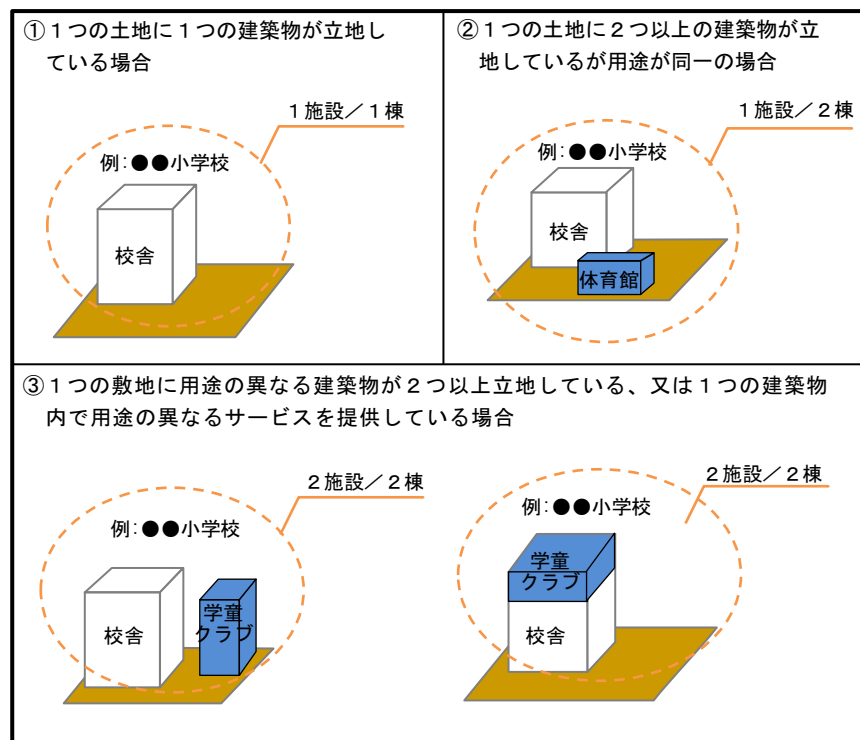 ①１つの土地に１つの建築物が立地し
ている場合
１施設／１棟
例：●●小学校
校舎
②１つの土地に２つ以上の建築物が立
地しているが用途が同一の場合
１施設／２棟
例：●●小学校
校舎
体育館
③１つの敷地に用途の異なる建築物が２つ以上立地している、又は１つの建築物
内で用途の異なるサービスを提供している場合
２施設／２棟
例：●●小学校
校舎
学童
クラブ
２施設／２棟
例：●●小学校
学童
クラブ
校舎